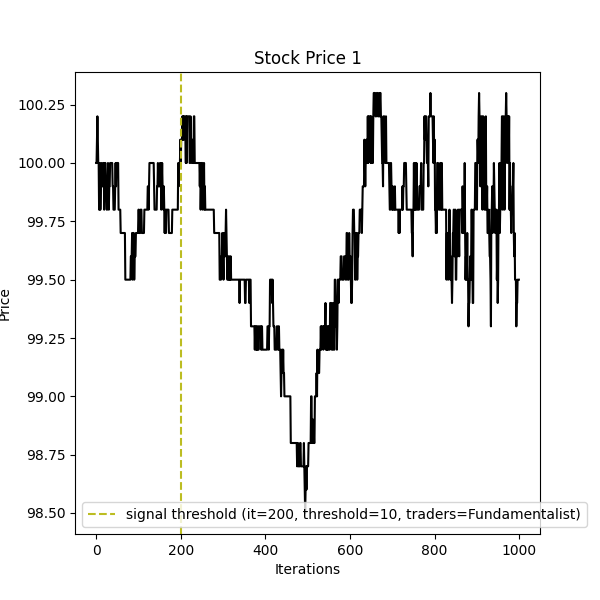 Stock Price 1
100.25
100.00
99.75
99.50
99.25
99.00
98.75
98.50
Price
signal threshold (it=200, threshold=10, traders=Fundamentalist)
0 200 400 600 800 1000
Iterations